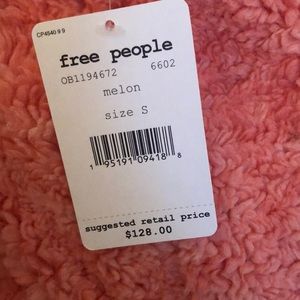 CP4540 9 9
free people
OB1194672 6602
melon
size S
1 95191 09418 8
suggested retail price
$128.00